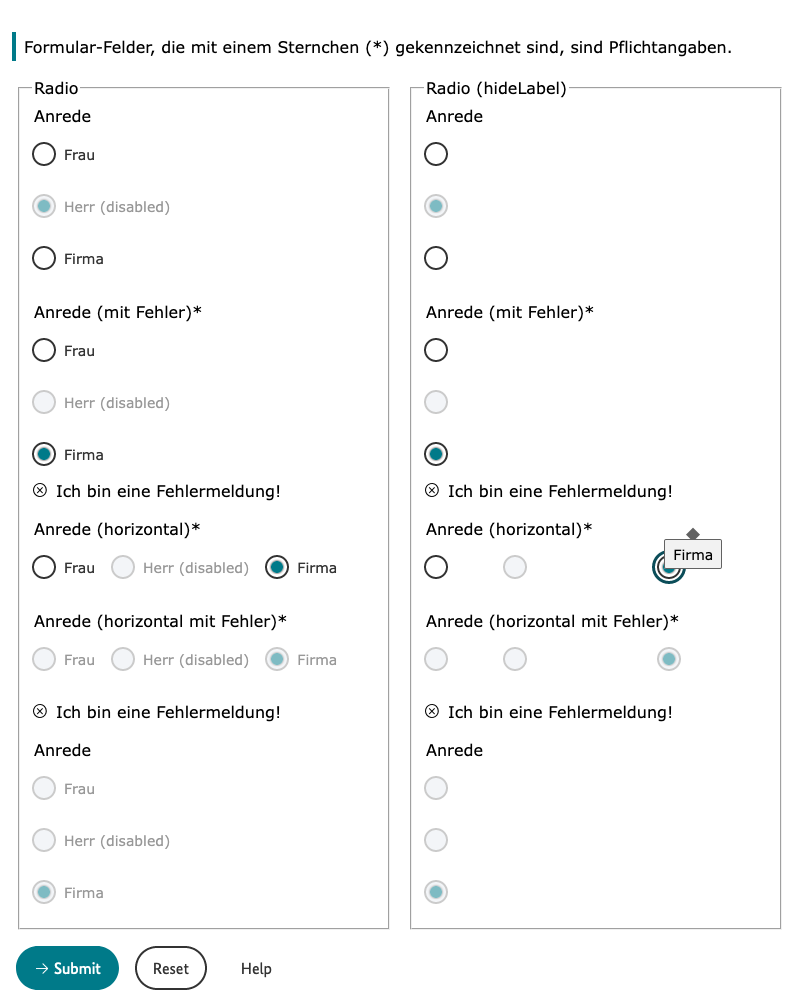 Formular-Felder, die mit einem Sternchen (*) gekennzeichnet sind, sind Pflichtangaben.
Radio
Anrede
Frau
Herr (disabled)
Firma
Anrede (mit Fehler)*
Frau
Herr (disabled)
Firma
Ich bin eine Fehlermeldung!
Anrede (horizontal)*
Frau Herr (disabled) Firma
Anrede (horizontal mit Fehler)*
Frau Herr (disabled) Firma
Ich bin eine Fehlermeldung!
Anrede
Frau
Herr (disabled)
Firma
Radio (hideLabel)
Anrede
Anrede (mit Fehler)*
Ich bin eine Fehlermeldung!
Anrede (horizontal)*
Firma
Anrede (horizontal mit Fehler)*
Ich bin eine Fehlermeldung!
Anrede
→ Submit Reset Help